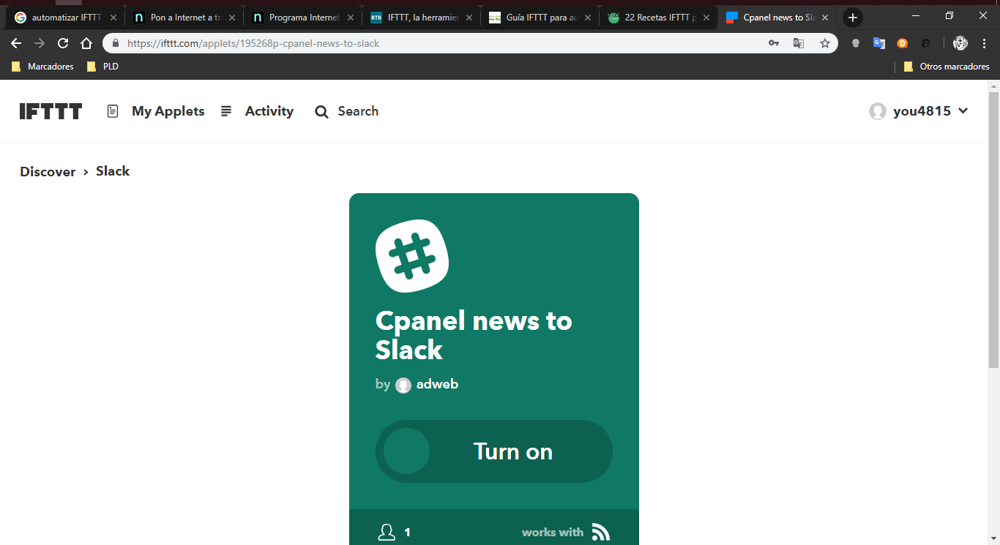 automatizar IFTTT
Pon a Internet a tr
Programa Internet
IFTTT, la herramier
Guía IFTTT para au
22 Recetas IFTTT p
Cpanel news to Sla
https://ifttt.com/applets/195268p-cpanel-news-to-slack
Marcadores
PLD
Otros marcadores
IFTTT
My Applets
Activity
Search
you4815
Discover › Slack
Cpanel news to
Slack
by adweb
Turn on
1
works with